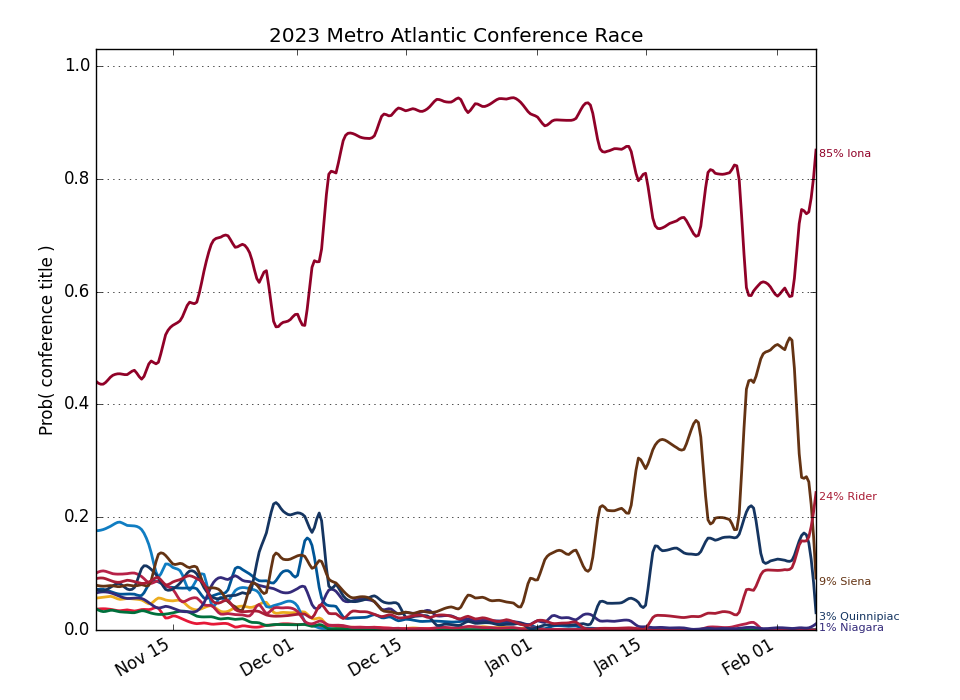 2023 Metro Atlantic Conference Race
Prob( conference title )
1.0
0.8
0.6
0.4
0.2
0.0
85% Iona
24% Rider
9% Siena
3% Quinnipiac
1% Niagara
Nov 15
Dec 01
Dec 15
Jan 01
Jan 15
Feb 01